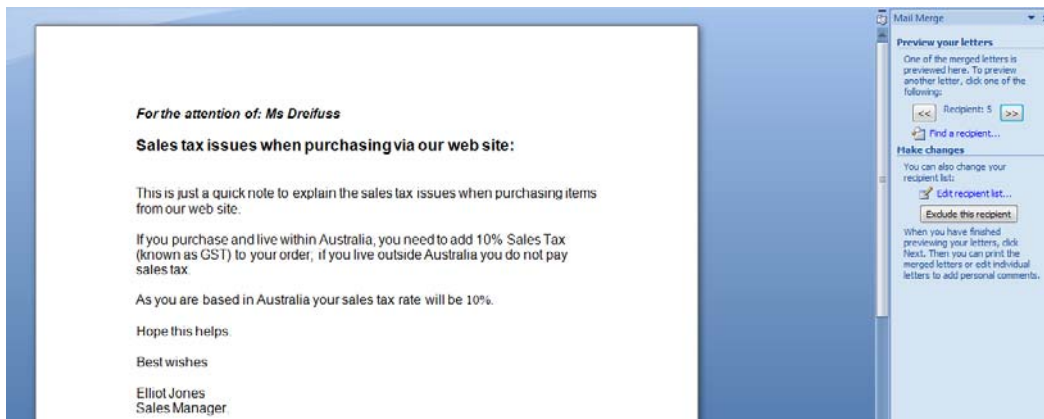 For the attention of: Ms Dreifuss
Sales tax issues when purchasing via our web site:
This is just a quick note to explain the sales tax issues when purchasing items
from our web site.
If you purchase and live within Australia, you need to add 10% Sales Tax
(known as GST) to your order; if you live outside Australia you do not pay
sales tax.
As you are based in Australia your sales tax rate will be 10%.
Hope this helps.
Best wishes
Elliot Jones
Sales Manager.
Mail Merge
Preview your letters
One of the merged letters is
previewed here. To preview
another letter, click one of the
following:
<< Recipient: 5 >>
Find a recipient...
Make changes
You can also change your
recipient list:
Edit recipient list...
Exclude this recipient
When you have finished
previewing your letters, click
Next. Then you can print the
merged letters or edit individual
letters to add personal comments.